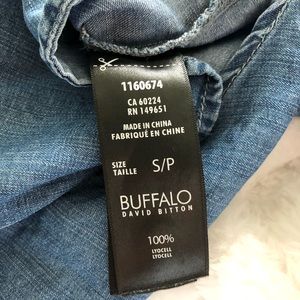 1160674
CA 60224
RN 149651
MADE IN CHINA
FABRIQUÉ EN CHINE
SIZE
TAILLE S/P
BUFFALO
DAVID BITTON
100%
LYOCELL
LYOCELL